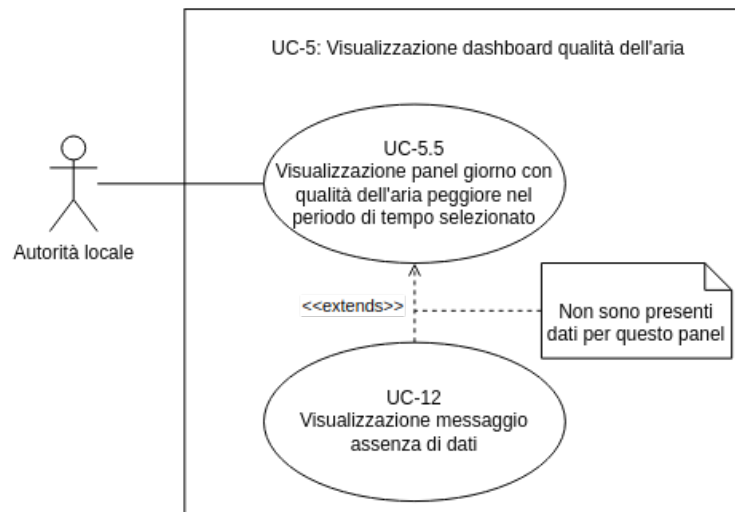 UC-5: Visualizzazione dashboard qualità dell'aria
UC-5.5
Visualizzazione panel giorno con
qualità dell'aria peggiore nel
periodo di tempo selezionato
Autorità locale
<<extends>>
Non sono presenti
dati per questo panel
UC-12
Visualizzazione messaggio
assenza di dati